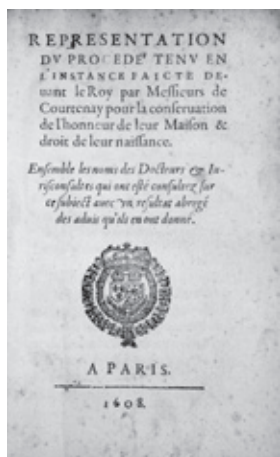 REPRESENTATION
DV PROCEDE TENV EN
L'INSTANCE FAICTE DE-
uant le Roy par Messieurs de
Courtenay pour la conseruation
de l'honneur de leur Maison &
droit de leur naissance.
Ensemble les noms des Docteurs & Iu-
risconsultes qui ont esté consultez sur
ce subiect auec vn resultat abregé
des aduis qu'ils en ont donné.
A PARIS.
1608.